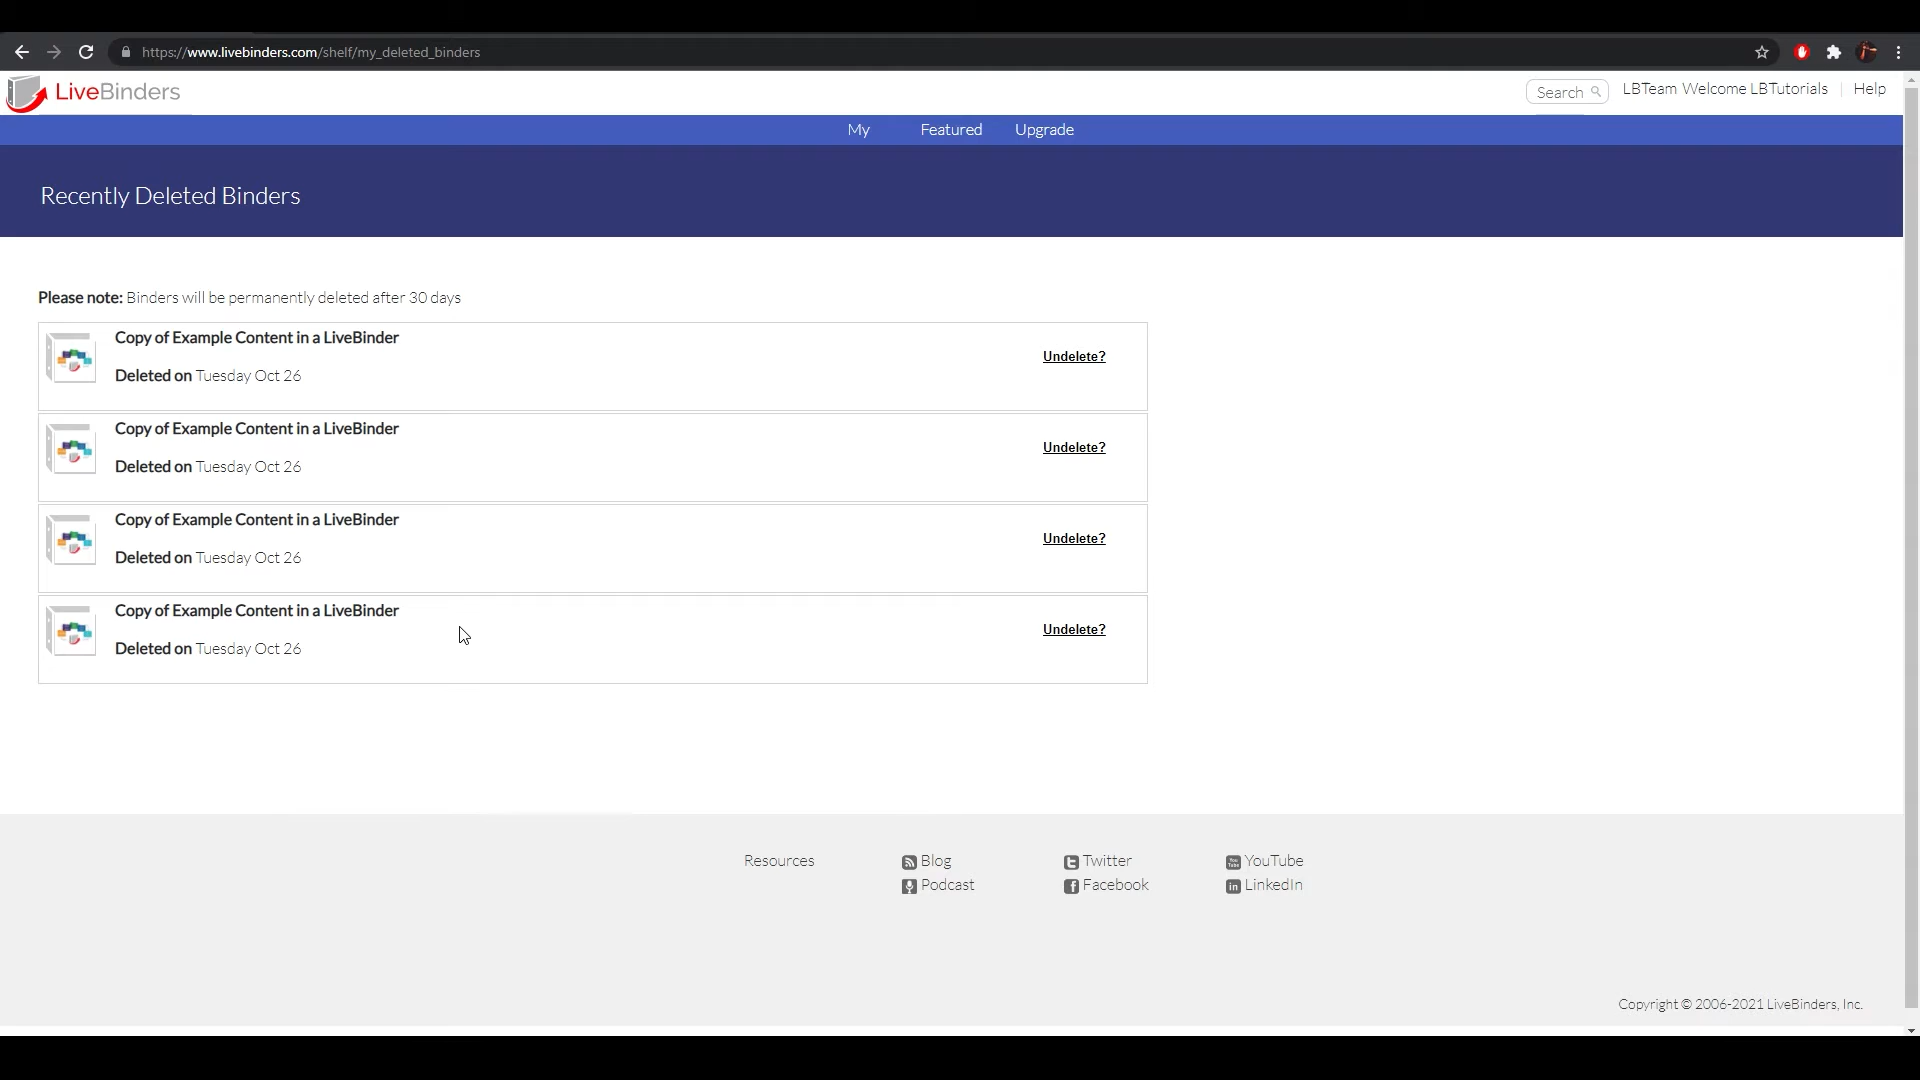 https://www.livebinders.com/shelf/my_deleted_binders
LiveBinders
Search
LBTeam Welcome LBTutorials
Help
My
Featured
Upgrade
Recently Deleted Binders
Please note: Binders will be permanently deleted after 30 days
Copy of Example Content in a LiveBinder
Undelete?
Deleted on Tuesday Oct 26
Copy of Example Content in a LiveBinder
Undelete?
Deleted on Tuesday Oct 26
Copy of Example Content in a LiveBinder
Undelete?
Deleted on Tuesday Oct 26
Copy of Example Content in a LiveBinder
Undelete?
Deleted on Tuesday Oct 26
Resources
Blog
Twitter
YouTube
Podcast
Facebook
LinkedIn
Copyright © 2006-2021 LiveBinders, Inc.